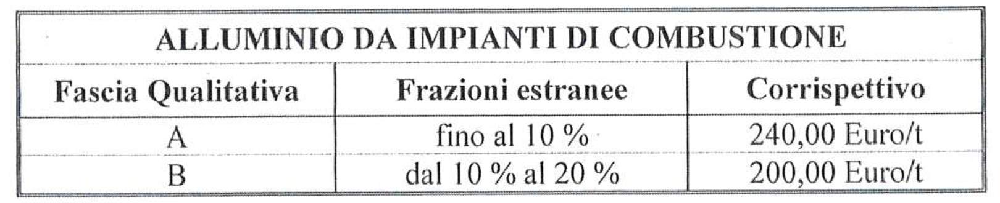 ALLUMINIO DA IMPIANTI DI COMBUSTIONE
Fascia Qualitativa Frazioni estranee Corrispettivo
A fino al 10 % 240,00 Euro/t
B dal 10 % al 20 % 200,00 Euro/t